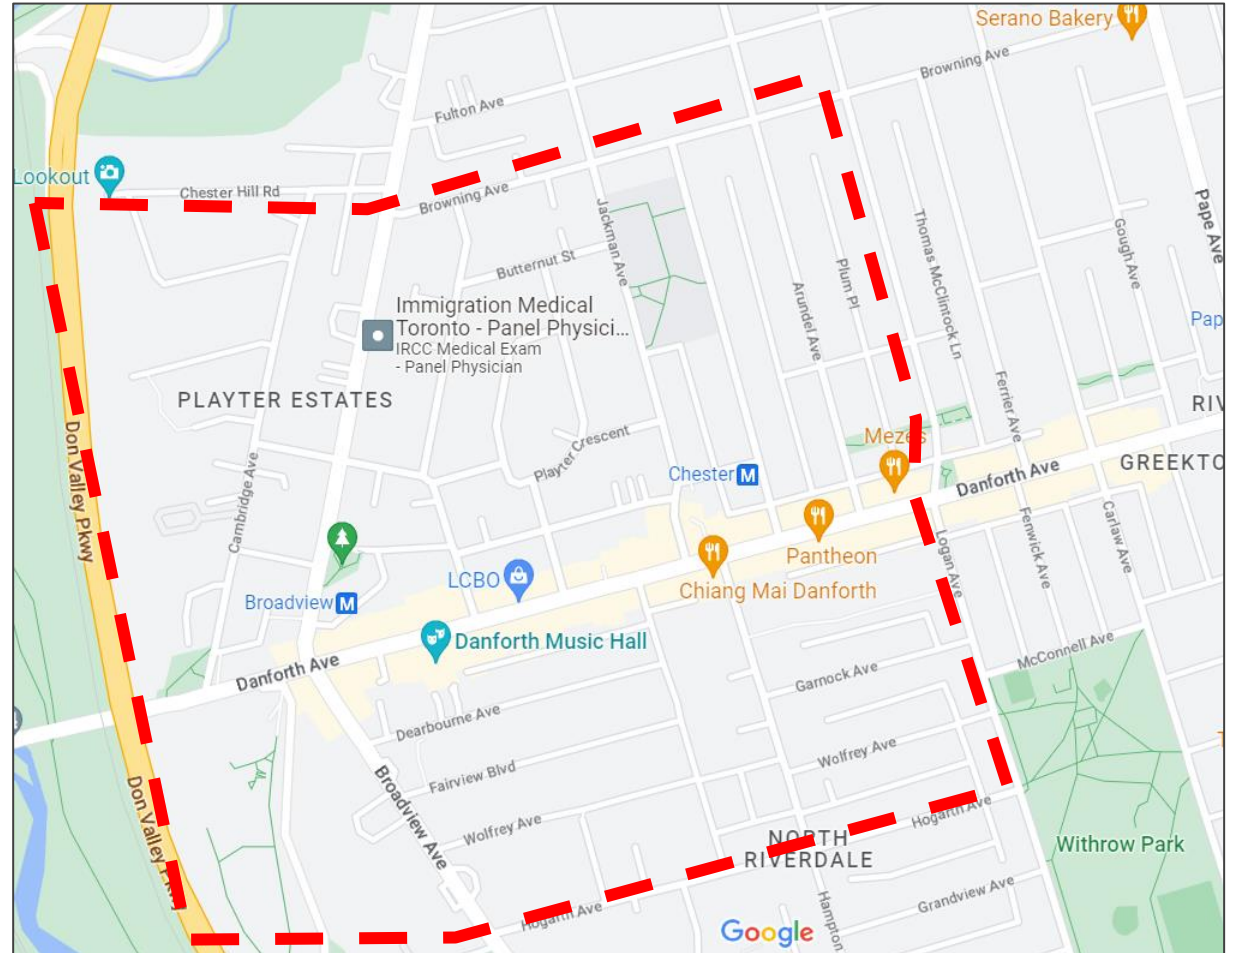 Serano Bakery
Browning Ave
Fulton Ave
Lookout
Chester Hill Rd
Browning Ave
Jackman Ave
Pape Ave
Thomas McClintock Ln
Gough Ave
Butternut St
Plum Pl
Arundel Ave
Immigration Medical
Toronto - Panel Physici...
IRCC Medical Exam
- Panel Physician
Pap
Ferrier Ave
PLAYTER ESTATES
RIV
Don Valley Pkwy
Playter Crescent
Mezes
Cambridge Ave
Chester M
GREEKTO
Danforth Ave
Carlaw Ave
Fenwick Ave
Logan Ave
Pantheon
LCBO
Chiang Mai Danforth
Broadview M
Danforth Music Hall
McConnell Ave
Danforth Ave
Garnock Ave
Dearbourne Ave
Wolfrey Ave
Fairview Blvd
Don Valley Pkwy
Broadview Ave
Wolfrey Ave
Hogarth Ave
NORTH
RIVERDALE
Withrow Park
Grandview Ave
Hogarth Ave
Hampton
Google